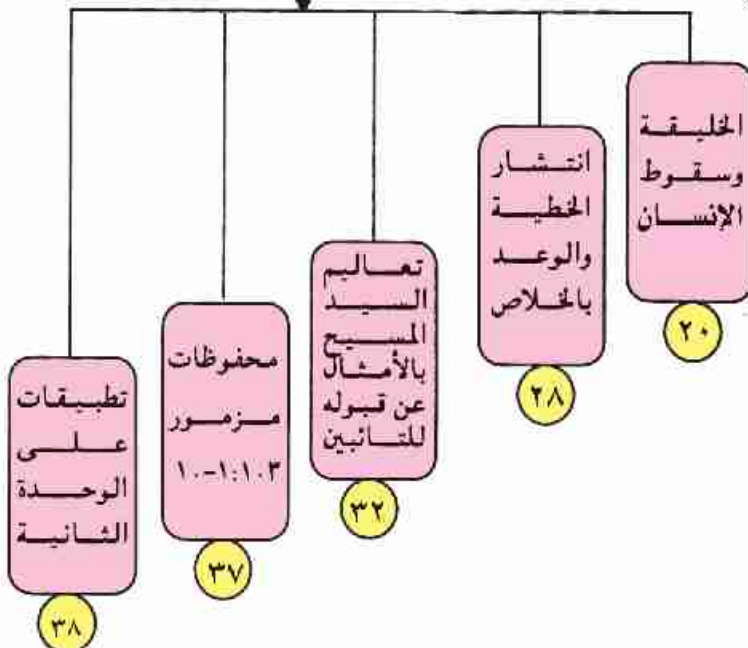 الخليقة
وسقوط
الإنسان
٢٠
انتشار
الخطية
والوعد
بالخلاص
٢٨
تعاليم
السيد
المسيح
بالأمثال
عن قبوله
للتائبين
٣٢
محفوظات
مزمور
١٠٣:١-١٠
٣٧
تطبيقات
على
الوحدة
الثانية
٣٨